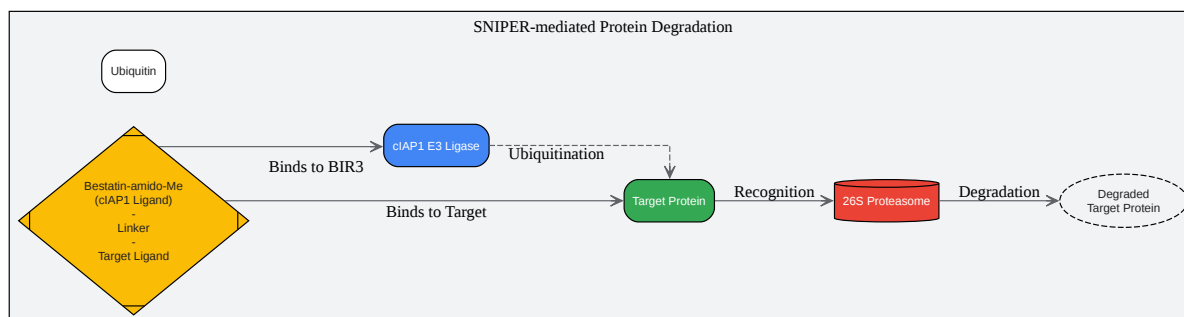 SNIPER-mediated Protein Degradation
Ubiquitin
Bestatin-amido-Me
(cIAP1 Ligand)
-
Linker
-
Target Ligand
Binds to BIR3
cIAP1 E3 Ligase
Ubiquitination
Binds to Target
Target Protein
Recognition
26S Proteasome
Degradation
Degraded
Target Protein